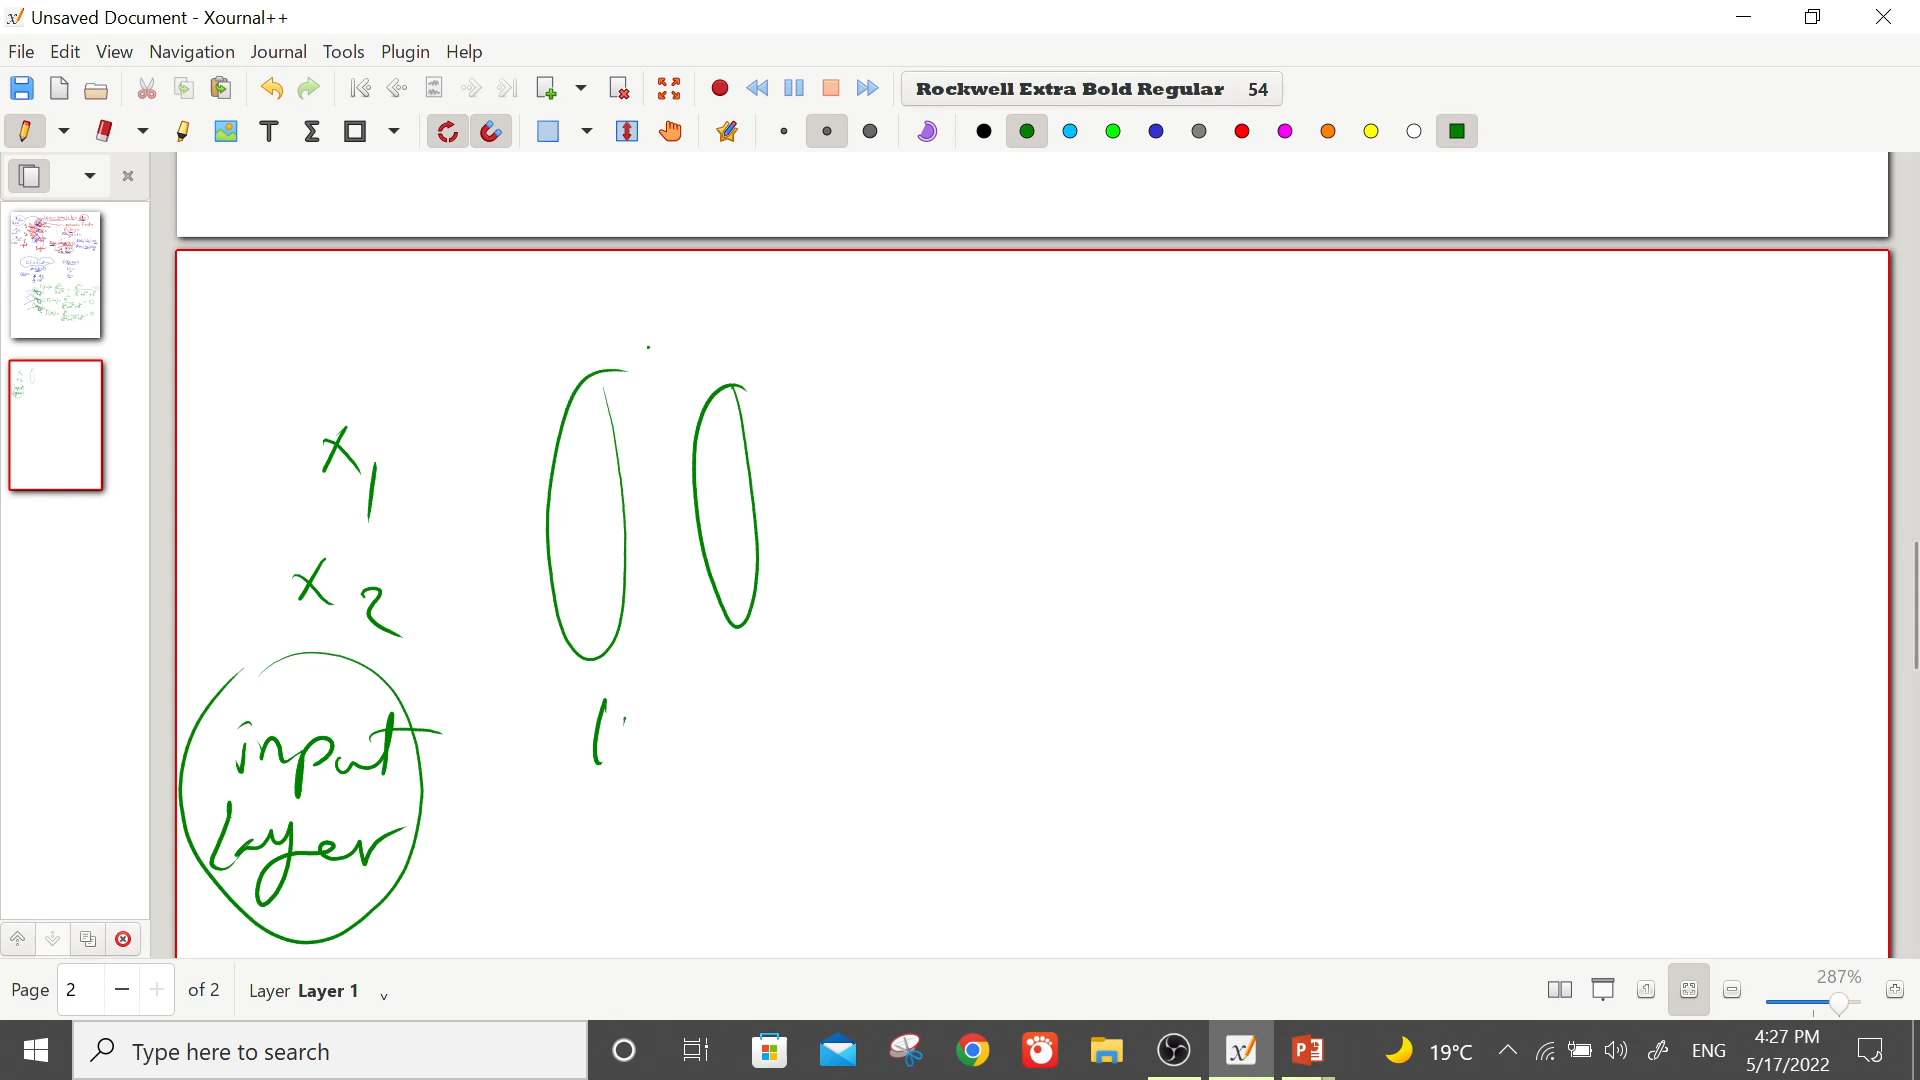 Unsaved Document - Xournal++
File Edit View Navigation Journal Tools Plugin Help
Rockwell Extra Bold Regular 54
x1
x2
input
layer
Page 2 of 2 Layer Layer 1
287%
Type here to search
19°C
ENG
4:27 PM
5/17/2022